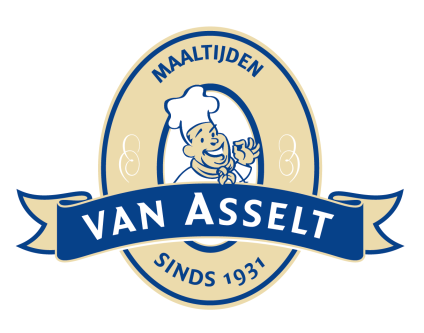 MAALTIJDEN
VAN ASSELT
SINDS 1931